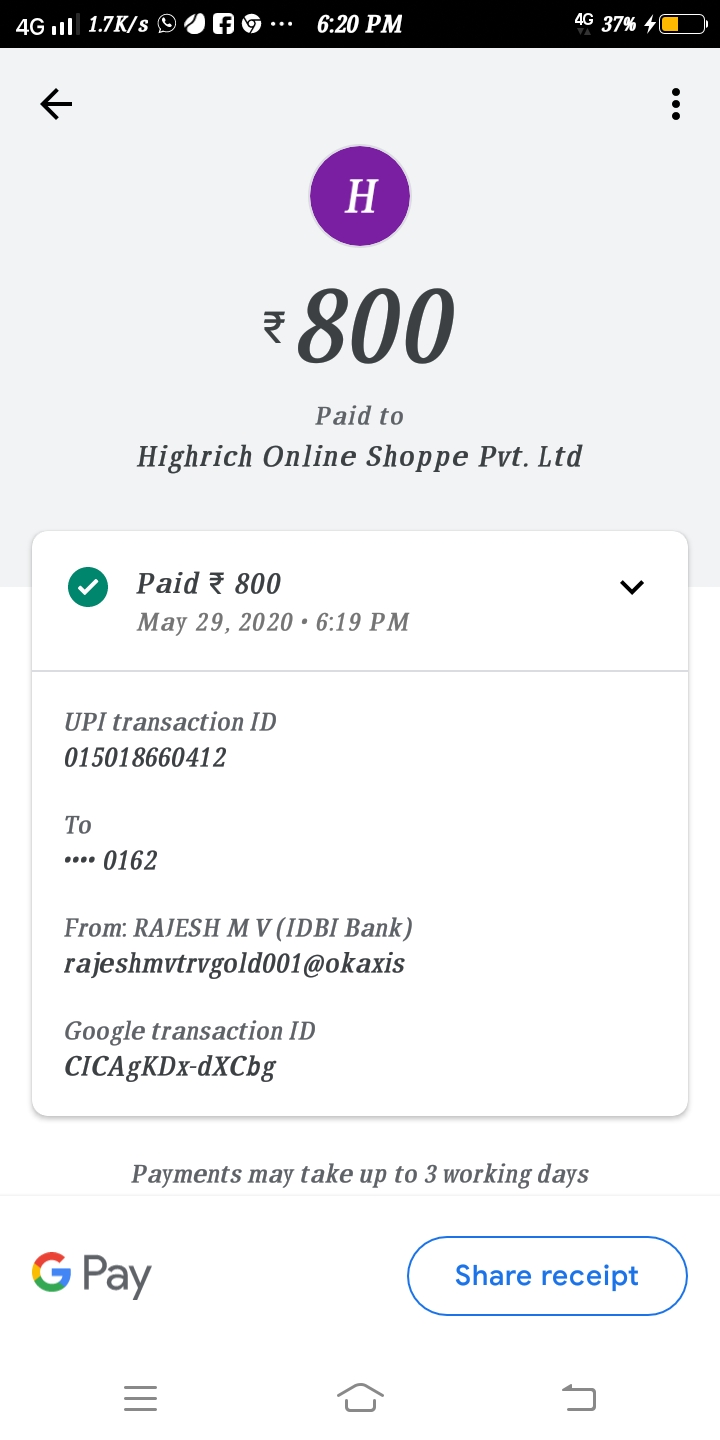 4G 1.7K/s ... 6:20 PM 4G 37%
H
₹800
Paid to
Highrich Online Shoppe Pvt. Ltd
Paid ₹ 800
May 29, 2020 • 6:19 PM
UPI transaction ID
015018660412
To
•••• 0162
From: RAJESH M V (IDBI Bank)
rajeshmvtrvgold001@okaxis
Google transaction ID
CICAgKDx-dXCbg
Payments may take up to 3 working days
G Pay
Share receipt